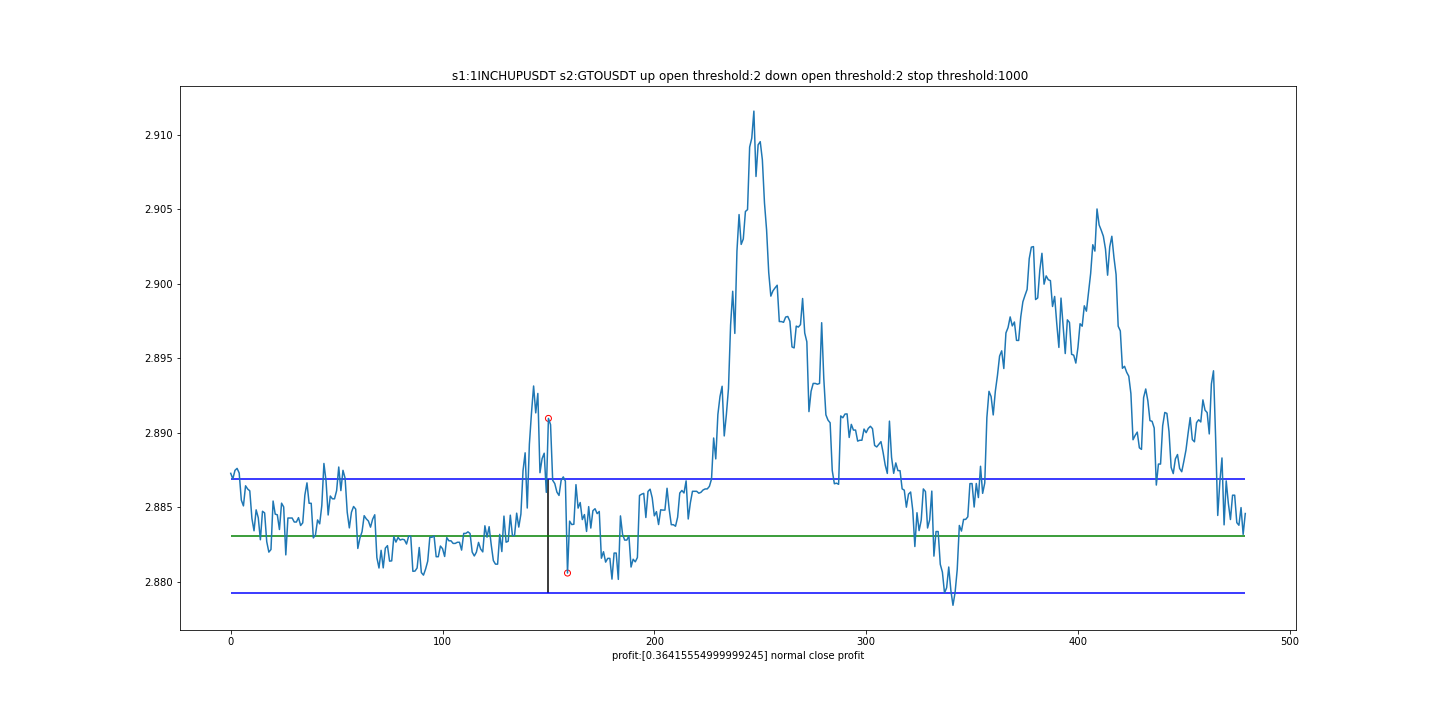 s1:1INCHUPUSDT s2:GTOUSDT up open threshold:2 down open threshold:2 stop threshold:1000
2.910
2.905
2.900
2.895
2.890
2.885
2.880
0 100 200 300 400 500
profit:[0.36415554999999245] normal close profit